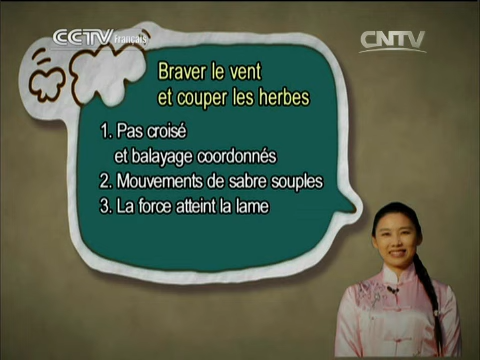 CCTV Français
CNTV
Braver le vent
et couper les herbes
1. Pas croisé
et balayage coordonnés
2. Mouvements de sabre souples
3. La force atteint la lame